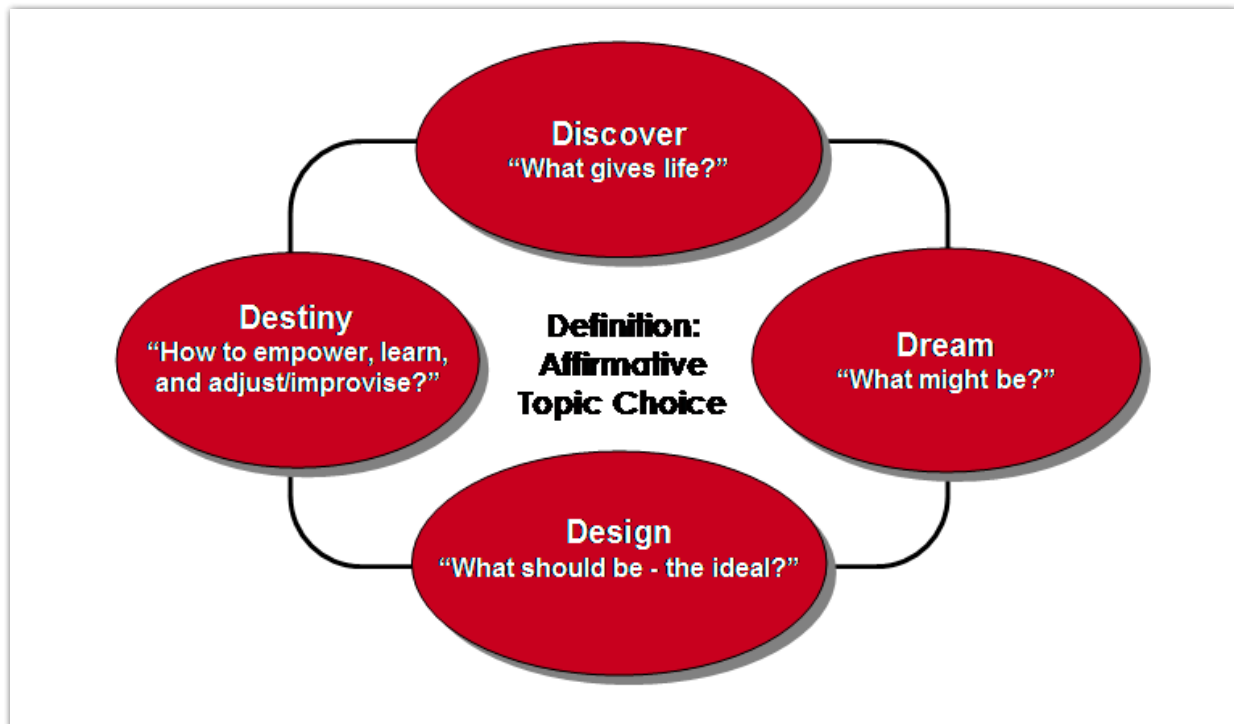 Discover
“What gives life?”
Destiny
“How to empower, learn,
and adjust/improvise?”
Definition:
Affirmative
Topic Choice
Dream
“What might be?”
Design
“What should be - the ideal?”